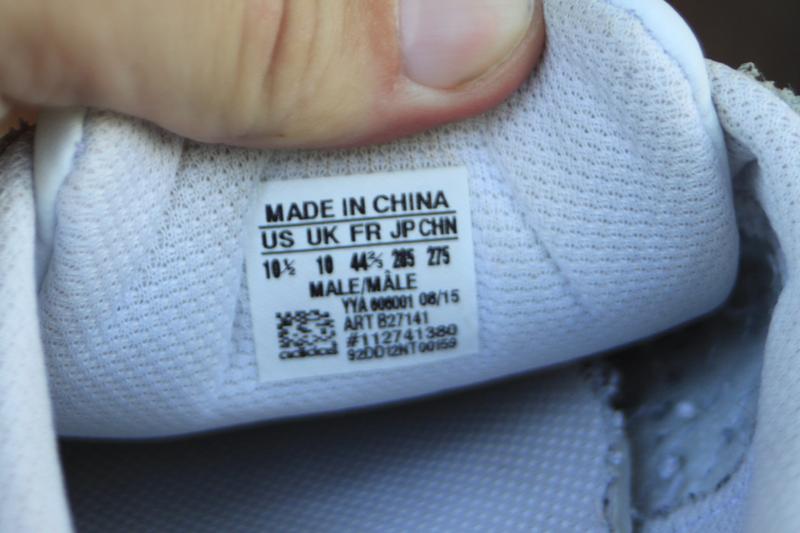 MADE IN CHINA
US UK FR JP CHN
10½ 10 44⅔ 285 275
MALE/MÂLE
YYA 606001 08/15
ART B27141
#112741380
adidas 92DD12NT00159